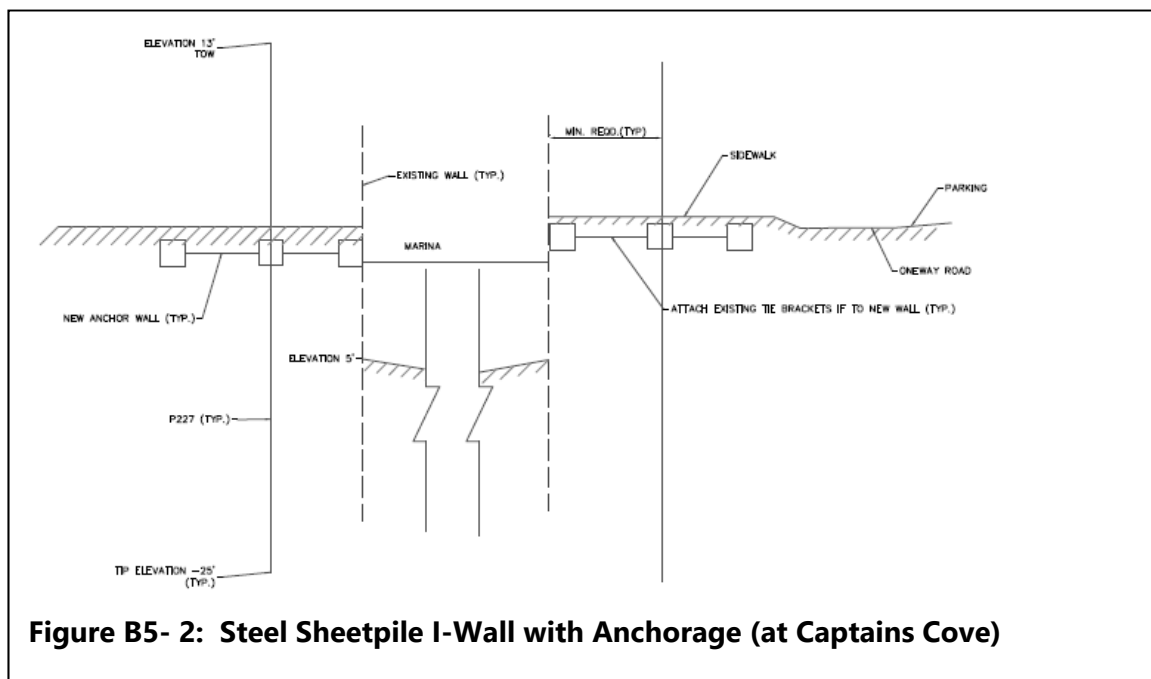 ELEVATION 13'
TOW
MIN. REQD.(TYP)
SIDEWALK
EXISTING WALL (TYP.)
PARKING
MARINA
ONEWAY ROAD
NEW ANCHOR WALL (TYP.)
ATTACH EXISTING TIE BRACKETS IF TO NEW WALL (TYP.)
ELEVATION 5'
P227 (TYP.)
TIP ELEVATION -25'
(TYP.)
Figure B5- 2: Steel Sheetpile I-Wall with Anchorage (at Captains Cove)